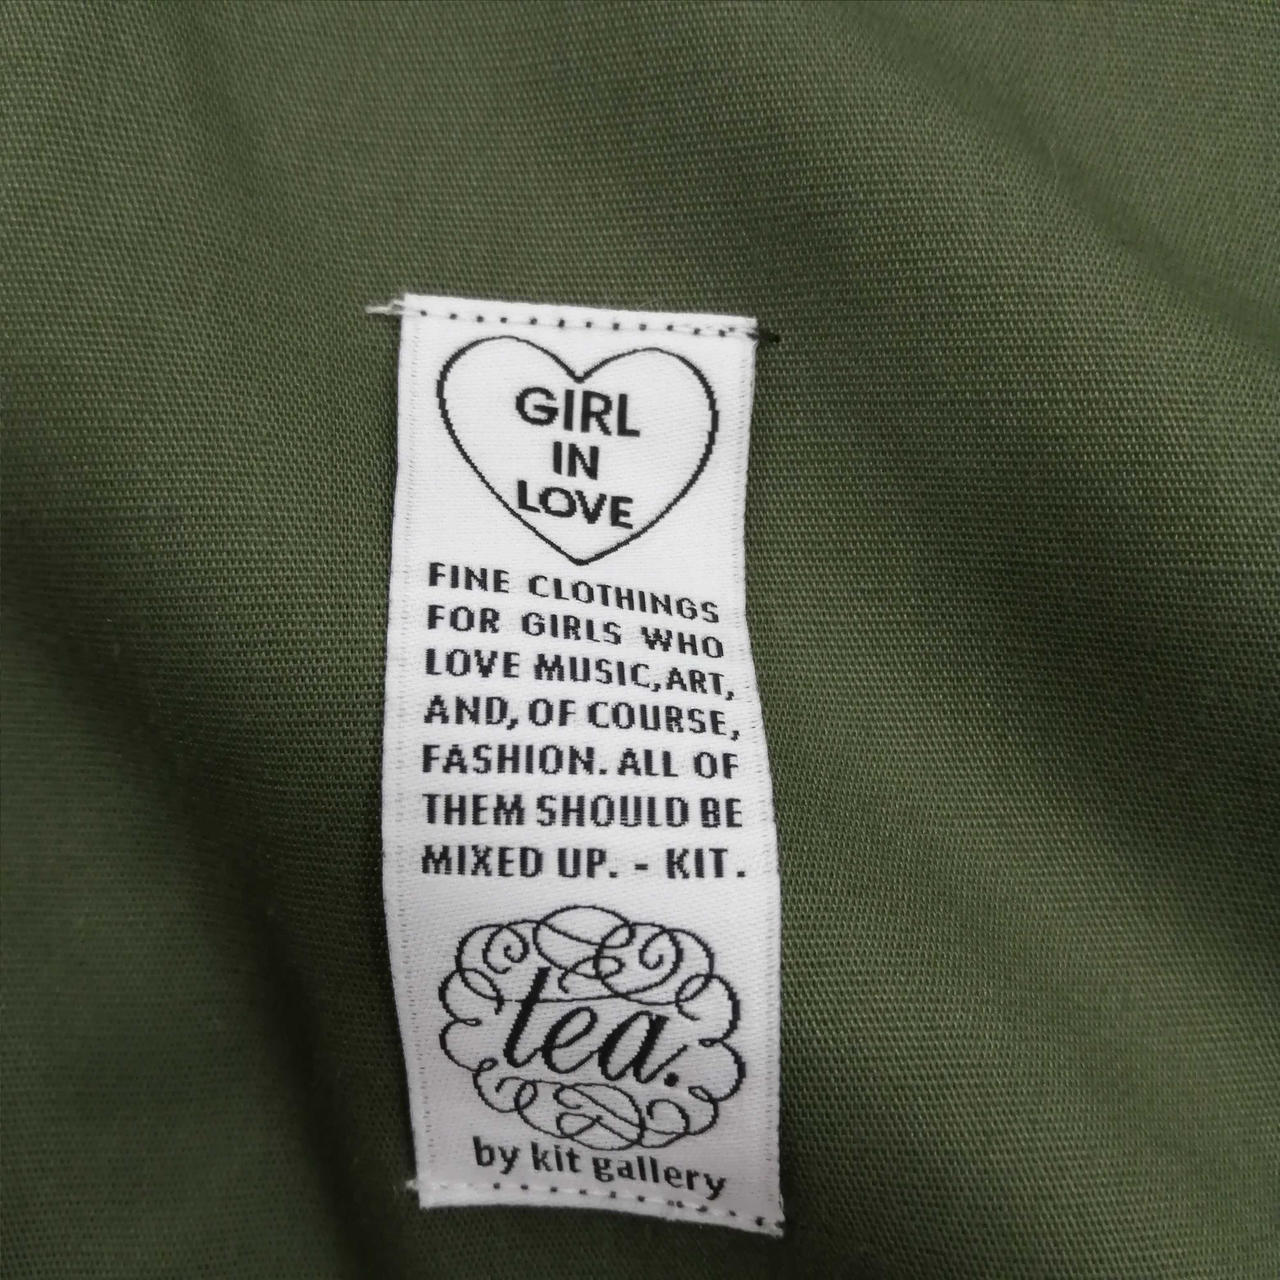 GIRL
IN
LOVE
FINE CLOTHINGS
FOR GIRLS WHO
LOVE MUSIC, ART,
AND, OF COURSE,
FASHION. ALL OF
THEM SHOULD BE
MIXED UP. - KIT.
tea.
by kit gallery